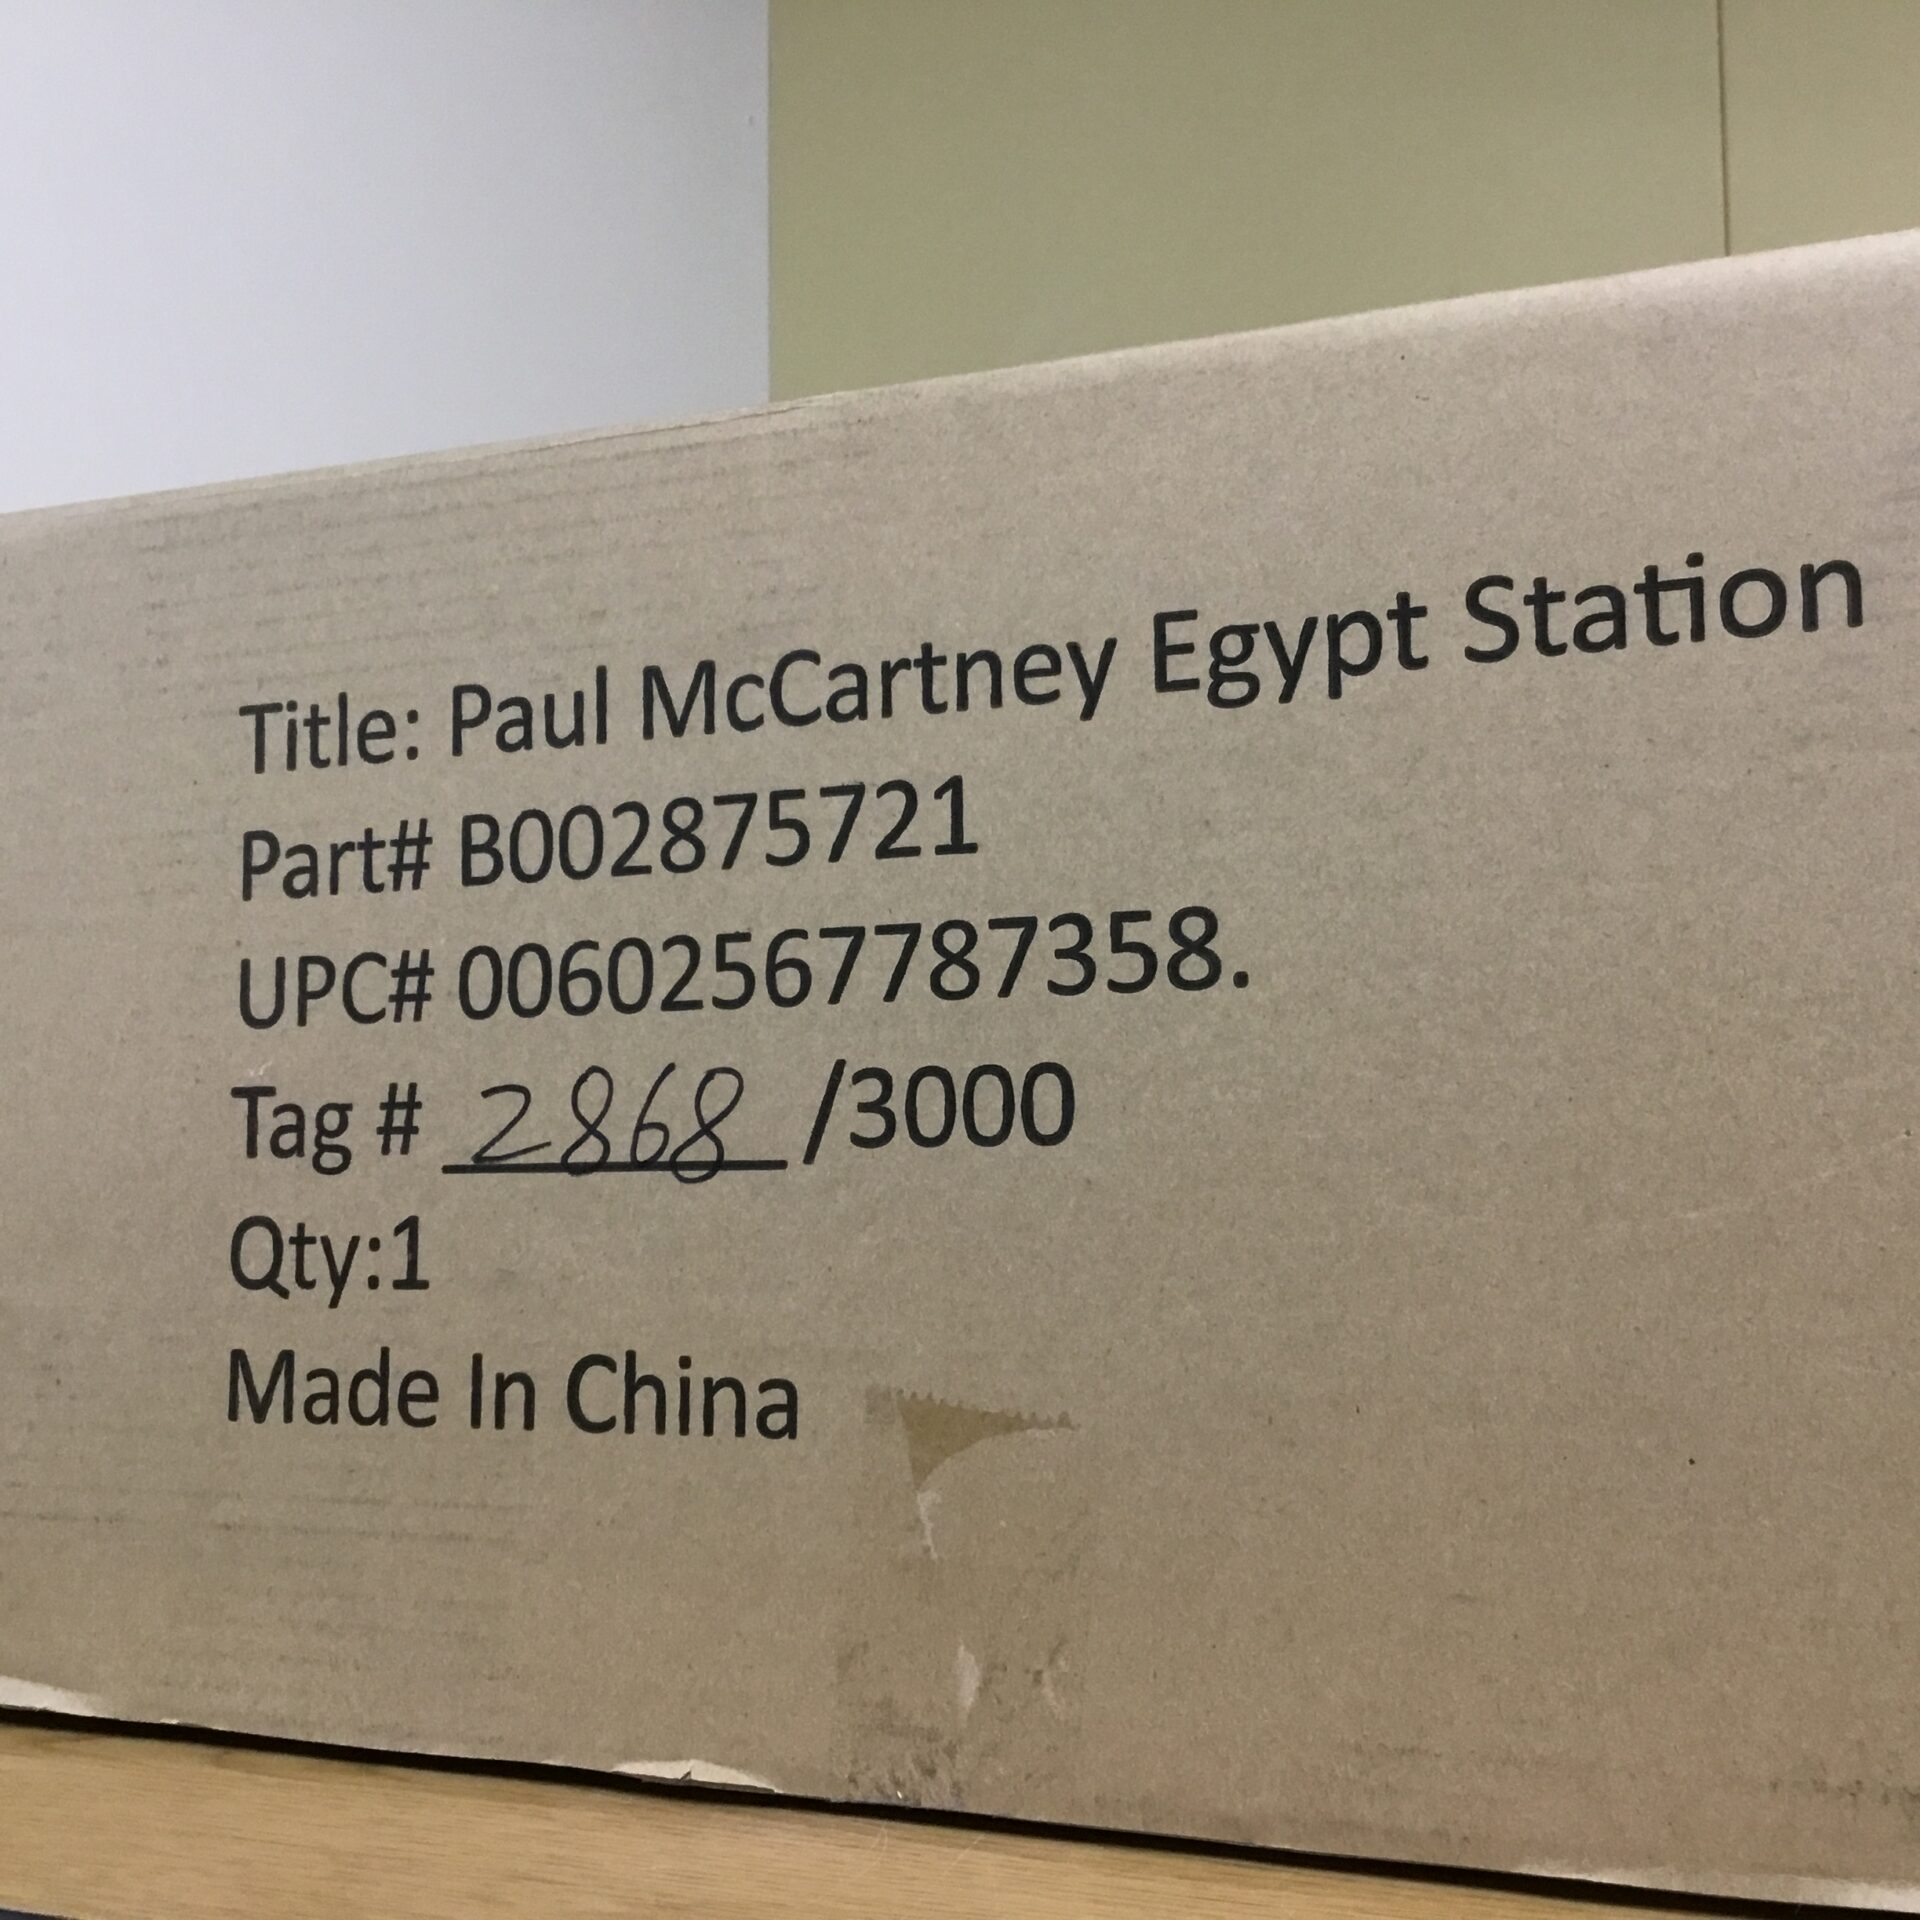 Title: Paul McCartney Egypt Station
Part# B002875721
UPC# 00602567787358.
Tag # 2868 /3000
Qty:1
Made In China